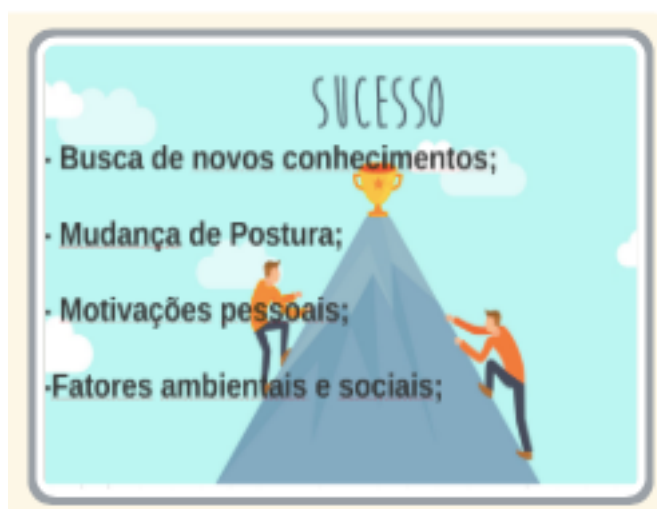 SUCESSO
· Busca de novos conhecimentos;
· Mudança de Postura;
· Motivações pessoais;
·Fatores ambientais e sociais;